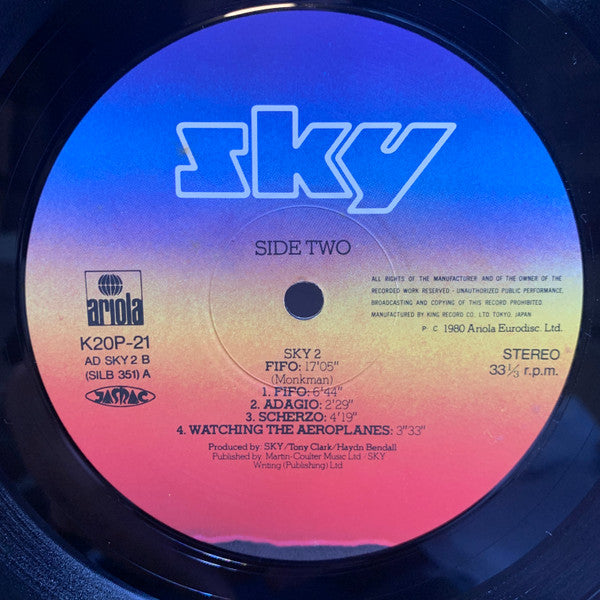 sky
SIDE TWO
ariola
K20P-21
AD SKY 2 B
(SILB 351) A
JASRAC
ALL RIGHTS OF THE MANUFACTURER AND OF THE OWNER OF THE
RECORDED WORK RESERVED - UNAUTHORIZED PUBLIC PERFORMANCE,
BROADCASTING AND COPYING OF THIS RECORD PROHIBITED.
MANUFACTURED BY KING RECORD CO. LTD. TOKYO, JAPAN
P C 1980 Ariola Eurodisc. Ltd.
STEREO
33⅓ r.p.m.
SKY 2
FIFO: 17'05"
(Monkman)
1. FIFO: 6'44"
2. ADAGIO: 2'29"
3. SCHERZO: 4'19"
4. WATCHING THE AEROPLANES: 3"33"
Produced by: SKY/Tony Clark/Haydn Bendall
Published by: Martin-Coulter Music Ltd / SKY
Writing (Publishing) Ltd